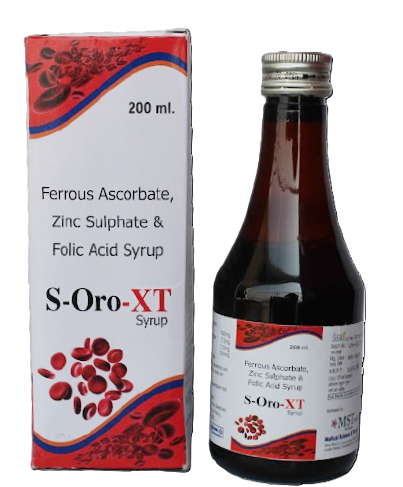 200 ml.
Ferrous Ascorbate,
Zinc Sulphate &
Folic Acid Syrup
S-Oro-XT
Syrup
200 ml.
Ferrous Ascorbate,
Zinc Sulphate &
Folic Acid Syrup
S-Oro-XT
Syrup
MST